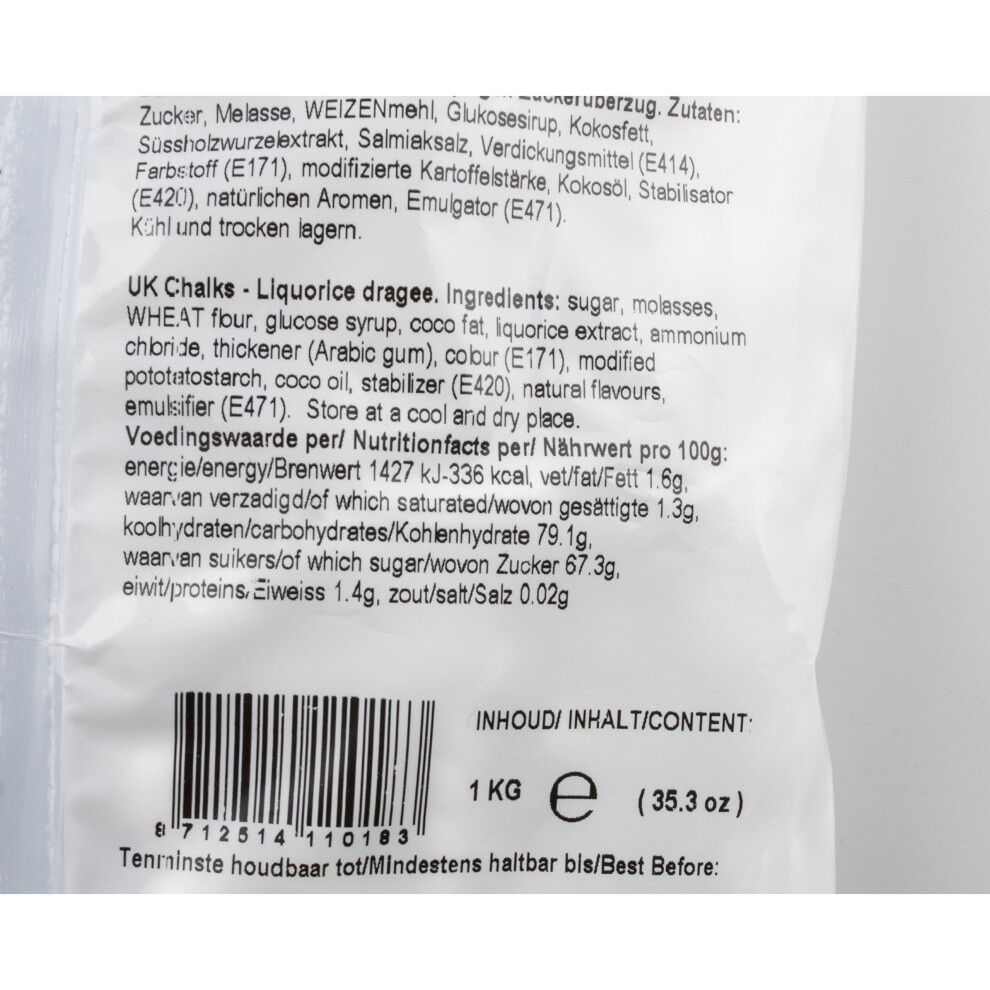 Zuckerüberzug. Zutaten:
Zucker, Melasse, WEIZENmehl, Glukosesirup, Kokosfett,
Süssholzwurzelextrakt, Salmiaksalz, Verdickungsmittel (E414),
Farbstoff (E171), modifizierte Kartoffelstärke, Kokosöl, Stabilisator
(E420), natürlichen Aromen, Emulgator (E471).
Kühl und trocken lagern.
UK Chalks - Liquorice dragee. Ingredients: sugar, molasses,
WHEAT flour, glucose syrup, coco fat, liquorice extract, ammonium
chloride, thickener (Arabic gum), colour (E171), modified
pototatostarch, coco oil, stabilizer (E420), natural flavours,
emulsifier (E471). Store at a cool and dry place.
Voedingswaarde per/ Nutritionfacts per/ Nährwert pro 100g:
energie/energy/Brenwert 1427 kJ-336 kcal, vet/fat/Fett 1.6g,
waarvan verzadigd/of which saturated/wovon gesättigte 1.3g,
koolhydraten/carbohydrates/Kohlenhydrate 79.1g,
waarvan suikers/of which sugar/wovon Zucker 67.3g,
eiwit/proteins/Eiweiss 1.4g, zout/salt/Salz 0.02g
INHOUD/ INHALT/CONTENT:
1 KG e (35.3 oz)
8 712514 110183
Tenminste houdbaar tot/Mindestens haltbar bis/Best Before: